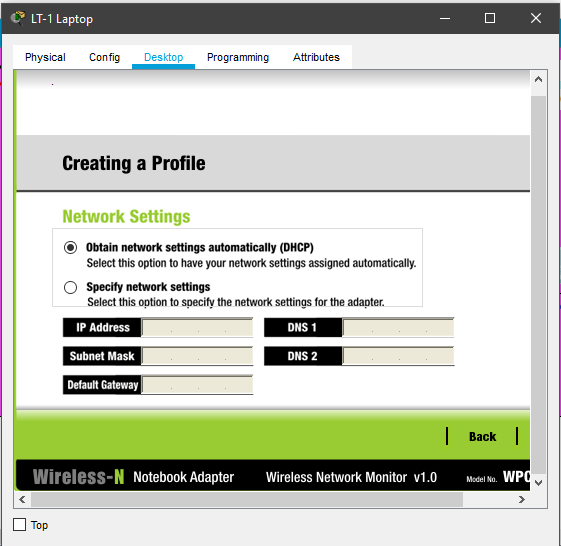 LT-1 Laptop
Physical Config Desktop Programming Attributes
Creating a Profile
Network Settings
Obtain network settings automatically (DHCP)
Select this option to have your network settings assigned automatically.
Specify network settings
Select this option to specify the network settings for the adapter.
IP Address DNS 1
Subnet Mask DNS 2
Default Gateway
Back
Wireless-N Notebook Adapter Wireless Network Monitor v1.0 Model No.
Top